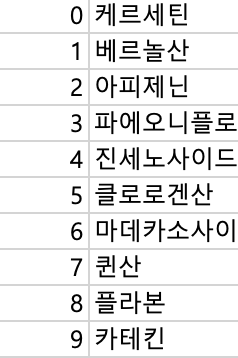 0 케르세틴
1 베르놀산
2 아피제닌
3 파에오니플로
4 진세노사이드
5 클로로겐산
6 마데카소사이
7 퀸산
8 플라본
9 카테킨